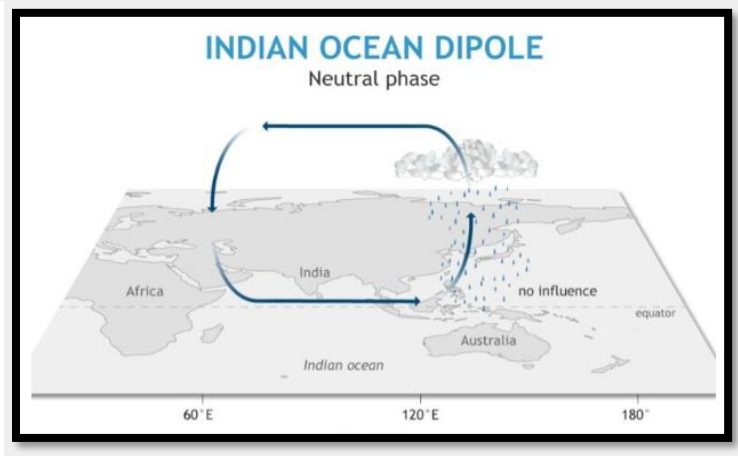 INDIAN OCEAN DIPOLE
Neutral phase
India
Africa
no influence
equator
Australia
Indian ocean
60°E
120°E
180°